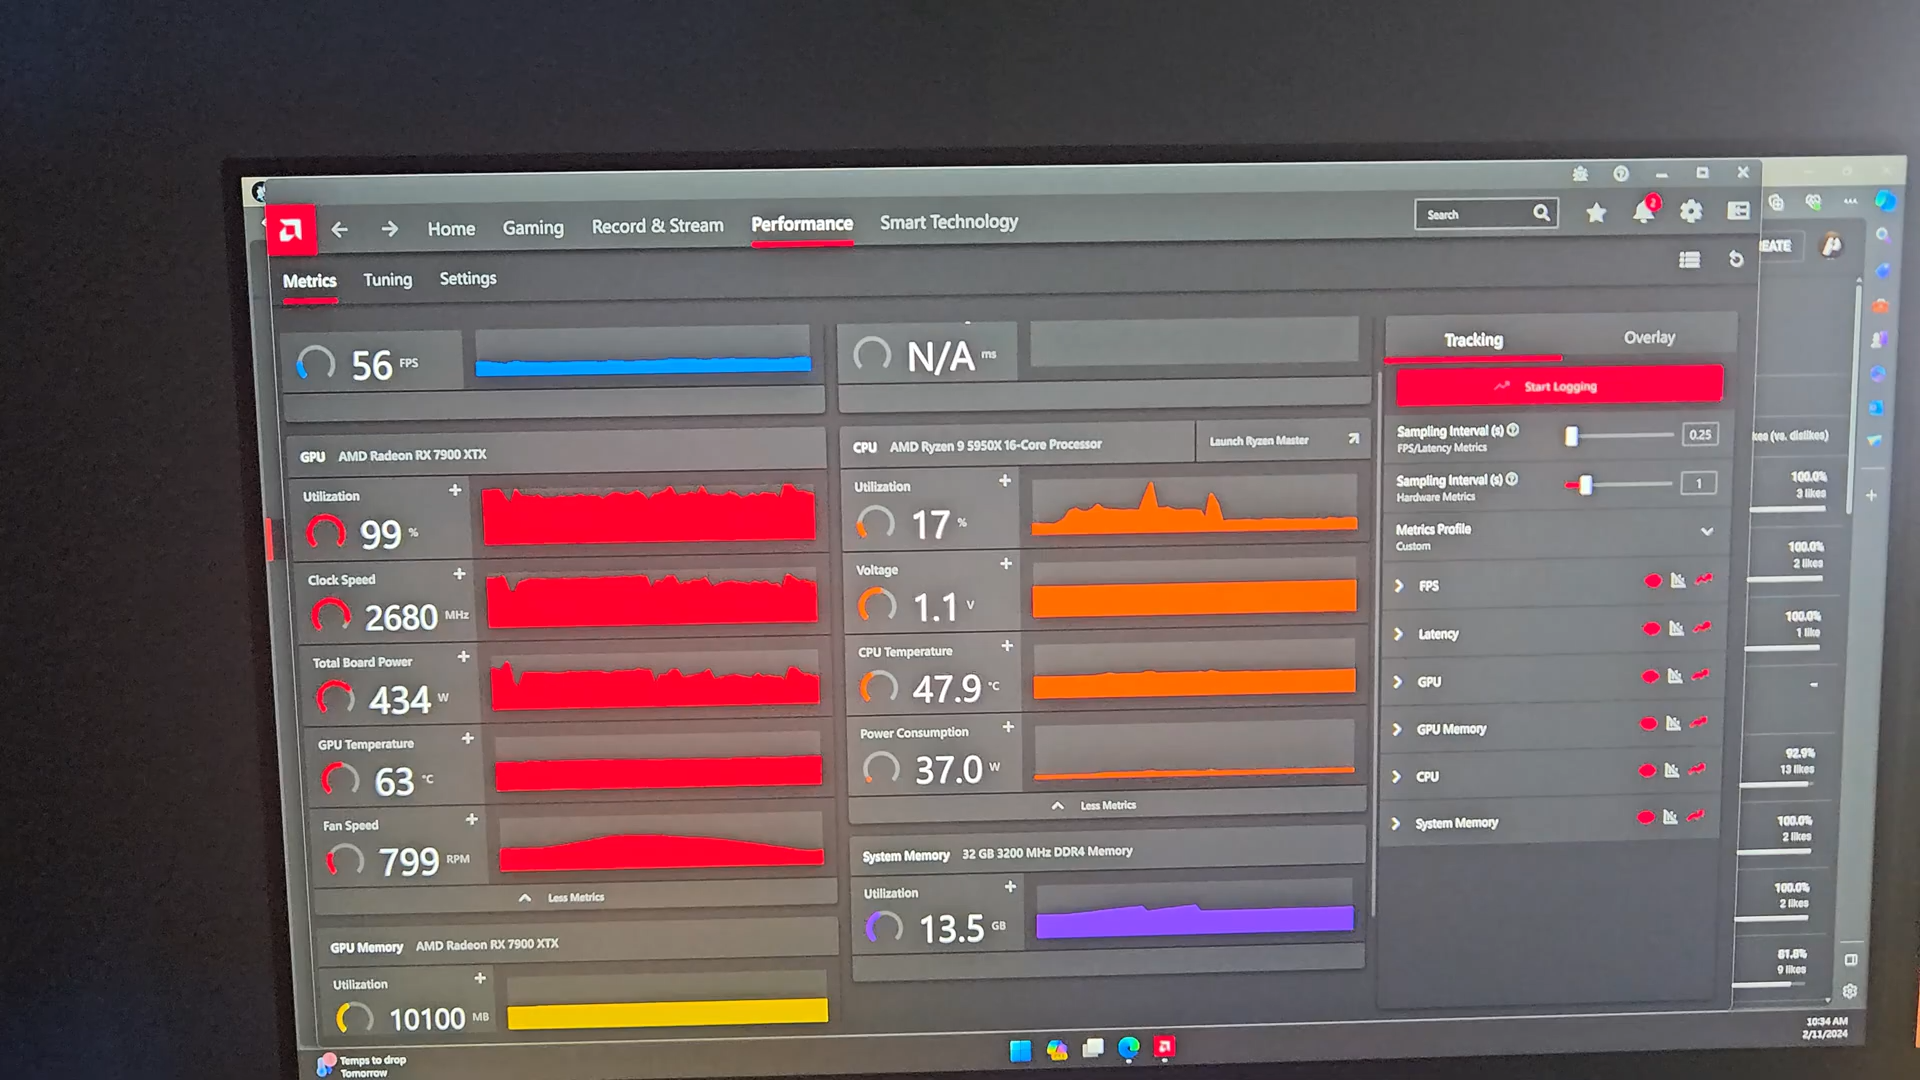 Home Gaming Record & Stream Performance Smart Technology
Search
2
Metrics Tuning Settings
EATE
56 FPS
N/A ms
Tracking Overlay
Start Logging
Sampling Interval (s)
FPS/Latency Metrics
0.25
Sampling Interval (s)
Hardware Metrics
1
Metrics Profile
Custom
FPS
Latency
GPU
GPU Memory
CPU
System Memory
GPU AMD Radeon RX 7900 XTX
Utilization
99 %
Clock Speed
2680 MHz
Total Board Power
434 W
GPU Temperature
63 °C
Fan Speed
799 RPM
Less Metrics
GPU Memory AMD Radeon RX 7900 XTX
Utilization
10100 MB
CPU AMD Ryzen 9 5950X 16-Core Processor
Launch Ryzen Master
Utilization
17 %
Voltage
1.1 V
CPU Temperature
47.9 °C
Power Consumption
37.0 W
Less Metrics
System Memory 32 GB 3200 MHz DDR4 Memory
Utilization
13.5 GB
kes (vs. dislikes)
100.0%
3 likes
100.0%
2 likes
100.0%
1 like
–
92.9%
13 likes
100.0%
2 likes
100.0%
2 likes
81.8%
9 likes
Temps to drop
Tomorrow
10:34 AM
2/11/2024